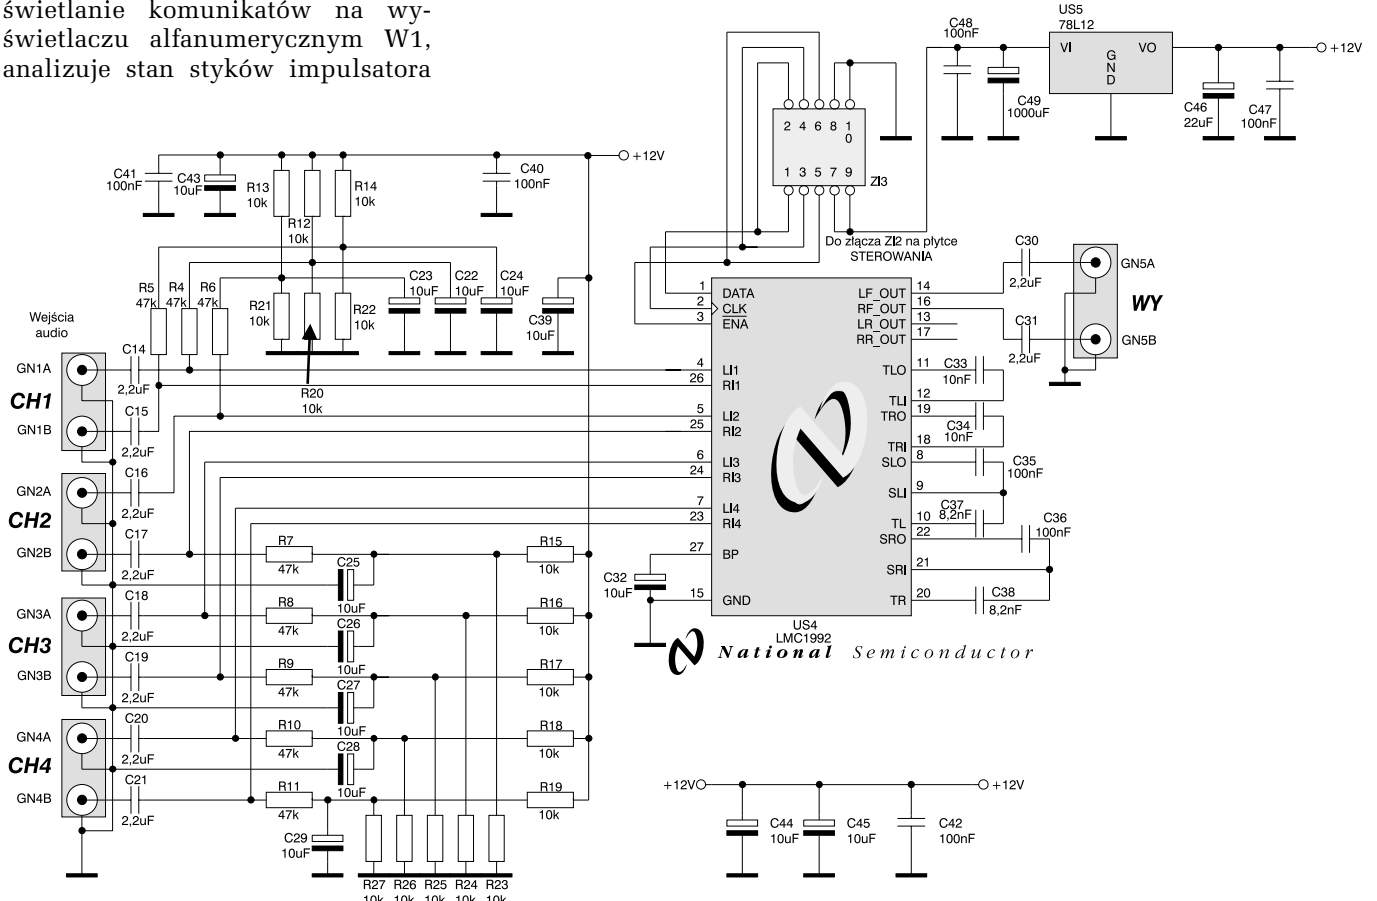 świetlanie komunikatów na wy-
świetlaczu alfanumerycznym W1,
analizuje stan styków impulsatora
US5
78L12
VI
GND
VO
+12V
C48
100nF
C49
1000uF
C46
22uF
C47
100nF
2 4 6 8 10
1 3 5 7 9
ZI3
Do złącza ZI2 na płytce
STEROWANIA
C41
100nF
C43
10uF
R13
10k
R12
10k
R14
10k
C40
100nF
+12V
R5
47k
R4
47k
R6
47k
R21
10k
R22
10k
R20
10k
C23
10uF
C22
10uF
C24
10uF
C39
10uF
Wejścia
audio
GN1A
CH1
GN1B
GN2A
CH2
GN2B
GN3A
CH3
GN3B
GN4A
CH4
GN4B
C14
2,2uF
C15
2,2uF
C16
2,2uF
C17
2,2uF
C18
2,2uF
C19
2,2uF
C20
2,2uF
C21
2,2uF
R7
47k
R8
47k
R9
47k
R10
47k
R11
47k
C25
10uF
C26
10uF
C27
10uF
C28
10uF
C29
10uF
R15
10k
R16
10k
R17
10k
R18
10k
R19
10k
R27
10k
R26
10k
R25
10k
R24
10k
R23
10k
1 DATA
2 CLK
3 ENA
4 LI1
26 RI1
5 LI2
25 RI2
6 LI3
24 RI3
7 LI4
23 RI4
27 BP
15 GND
LF_OUT 14
RF_OUT 16
LR_OUT 13
RR_OUT 17
TLO 11
TLI 12
TRO 19
TRI 18
SLO 8
SLI 9
TL 10
SRO 22
SRI 21
TR 20
C32
10uF
US4
LMC1992
National Semiconductor
C30
2,2uF
C31
2,2uF
GN5A
WY
GN5B
C33
10nF
C34
10nF
C35
100nF
C37
8,2nF
C36
100nF
C38
8,2nF
+12V
+12V
C44
10uF
C45
10uF
C42
100nF